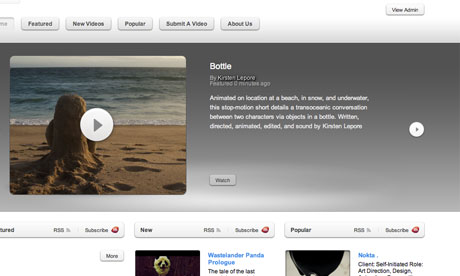 View Admin
me Featured New Videos Popular Submit A Video About Us
Bottle
By Kirsten Lepore
Featured 0 minutes ago
Animated on location at a beach, in snow, and underwater,
this stop-motion short details a transoceanic conversation
between two characters via objects in a bottle. Written,
directed, animated, edited, and sound by Kirsten Lepore
Watch
tured RSS Subscribe
New RSS Subscribe
Popular RSS Subscribe
More
Wastelander Panda
Prologue
The tale of the last
Nokta .
Client: Self-Initiated Role:
Art Direction, Design,